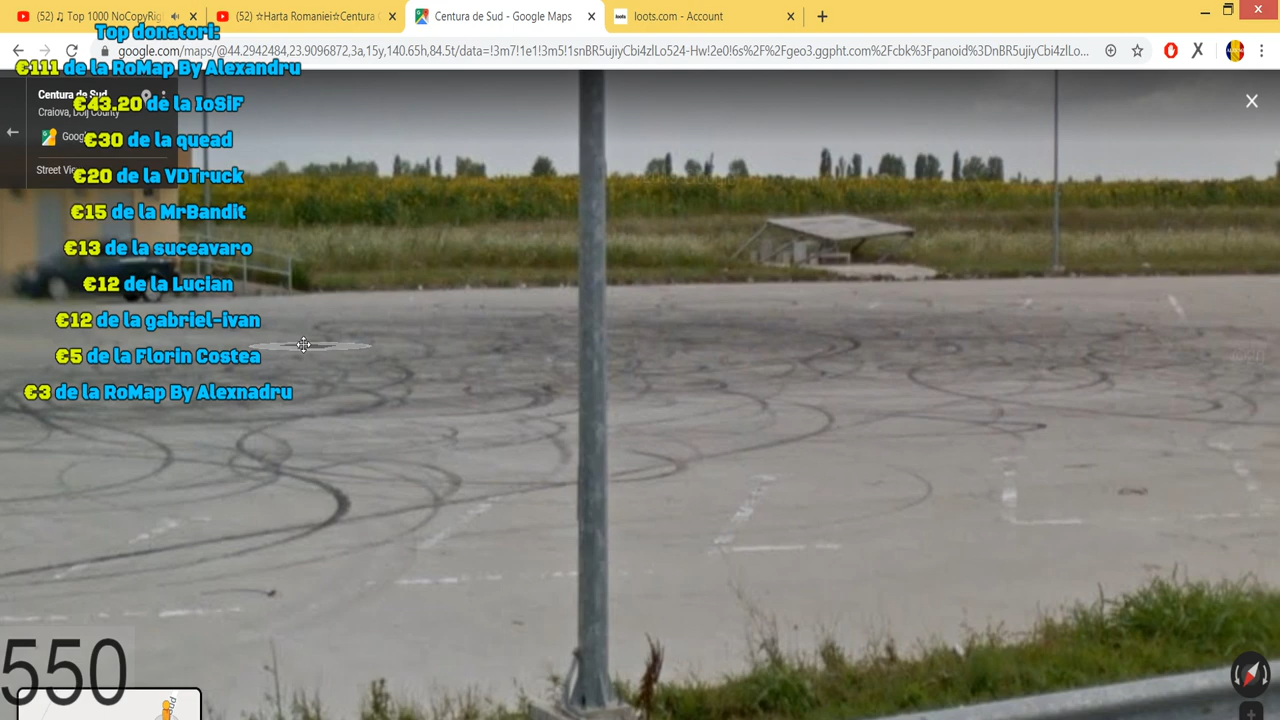 (52) ♫ Top 1000 NoCopyRigh
(52) ☆Harta Romaniei☆Centura
Centura de Sud - Google Maps
loots.com - Account
google.com/maps/@44.2942484,23.9096872,3a,15y,140.65h,84.5t/data=!3m7!1e1!3m5!1snBR5ujiyCbi4zlLo524-Hw!2e0!6s%2F%2Fgeo3.ggpht.com%2Fcbk%3Fpanoid%3DnBR5ujiyCbi4zlLo...
Top donatori:
€111 de la RoMap By Alexandru
Centura de Sud
€43.20 de la IoSiF
Craiova, Dolj County
€30 de la quead
Street Vie
€20 de la VDTruck
€15 de la MrBandit
€13 de la suceavaro
€12 de la Lucian
€12 de la gabriel-ivan
€5 de la Florin Costea
€3 de la RoMap By Alexnadru
550